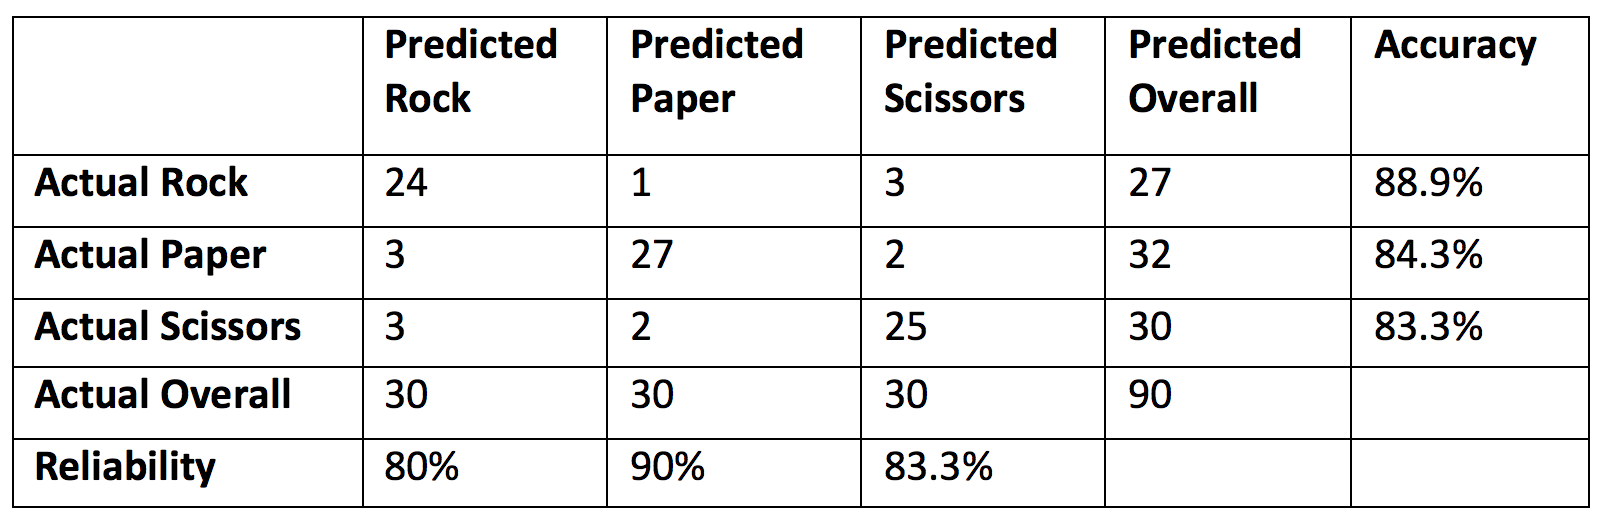 Predicted Rock Predicted Paper Predicted Scissors Predicted Overall Accuracy
Actual Rock 24 1 3 27 88.9%
Actual Paper 3 27 2 32 84.3%
Actual Scissors 3 2 25 30 83.3%
Actual Overall 30 30 30 90
Reliability 80% 90% 83.3%